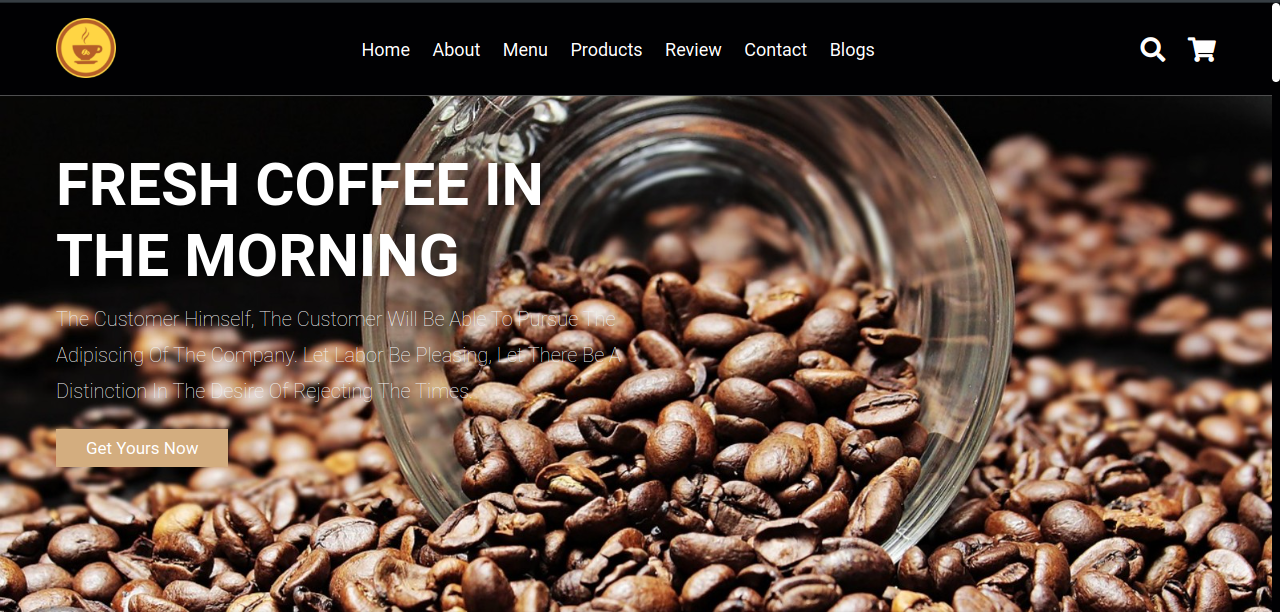 Home About Menu Products Review Contact Blogs
FRESH COFFEE IN
THE MORNING
The Customer Himself, The Customer Will Be Able To Pursue The
Adipiscing Of The Company. Let Labor Be Pleasing, Let There Be A
Distinction In The Desire Of Rejecting The Times.
Get Yours Now